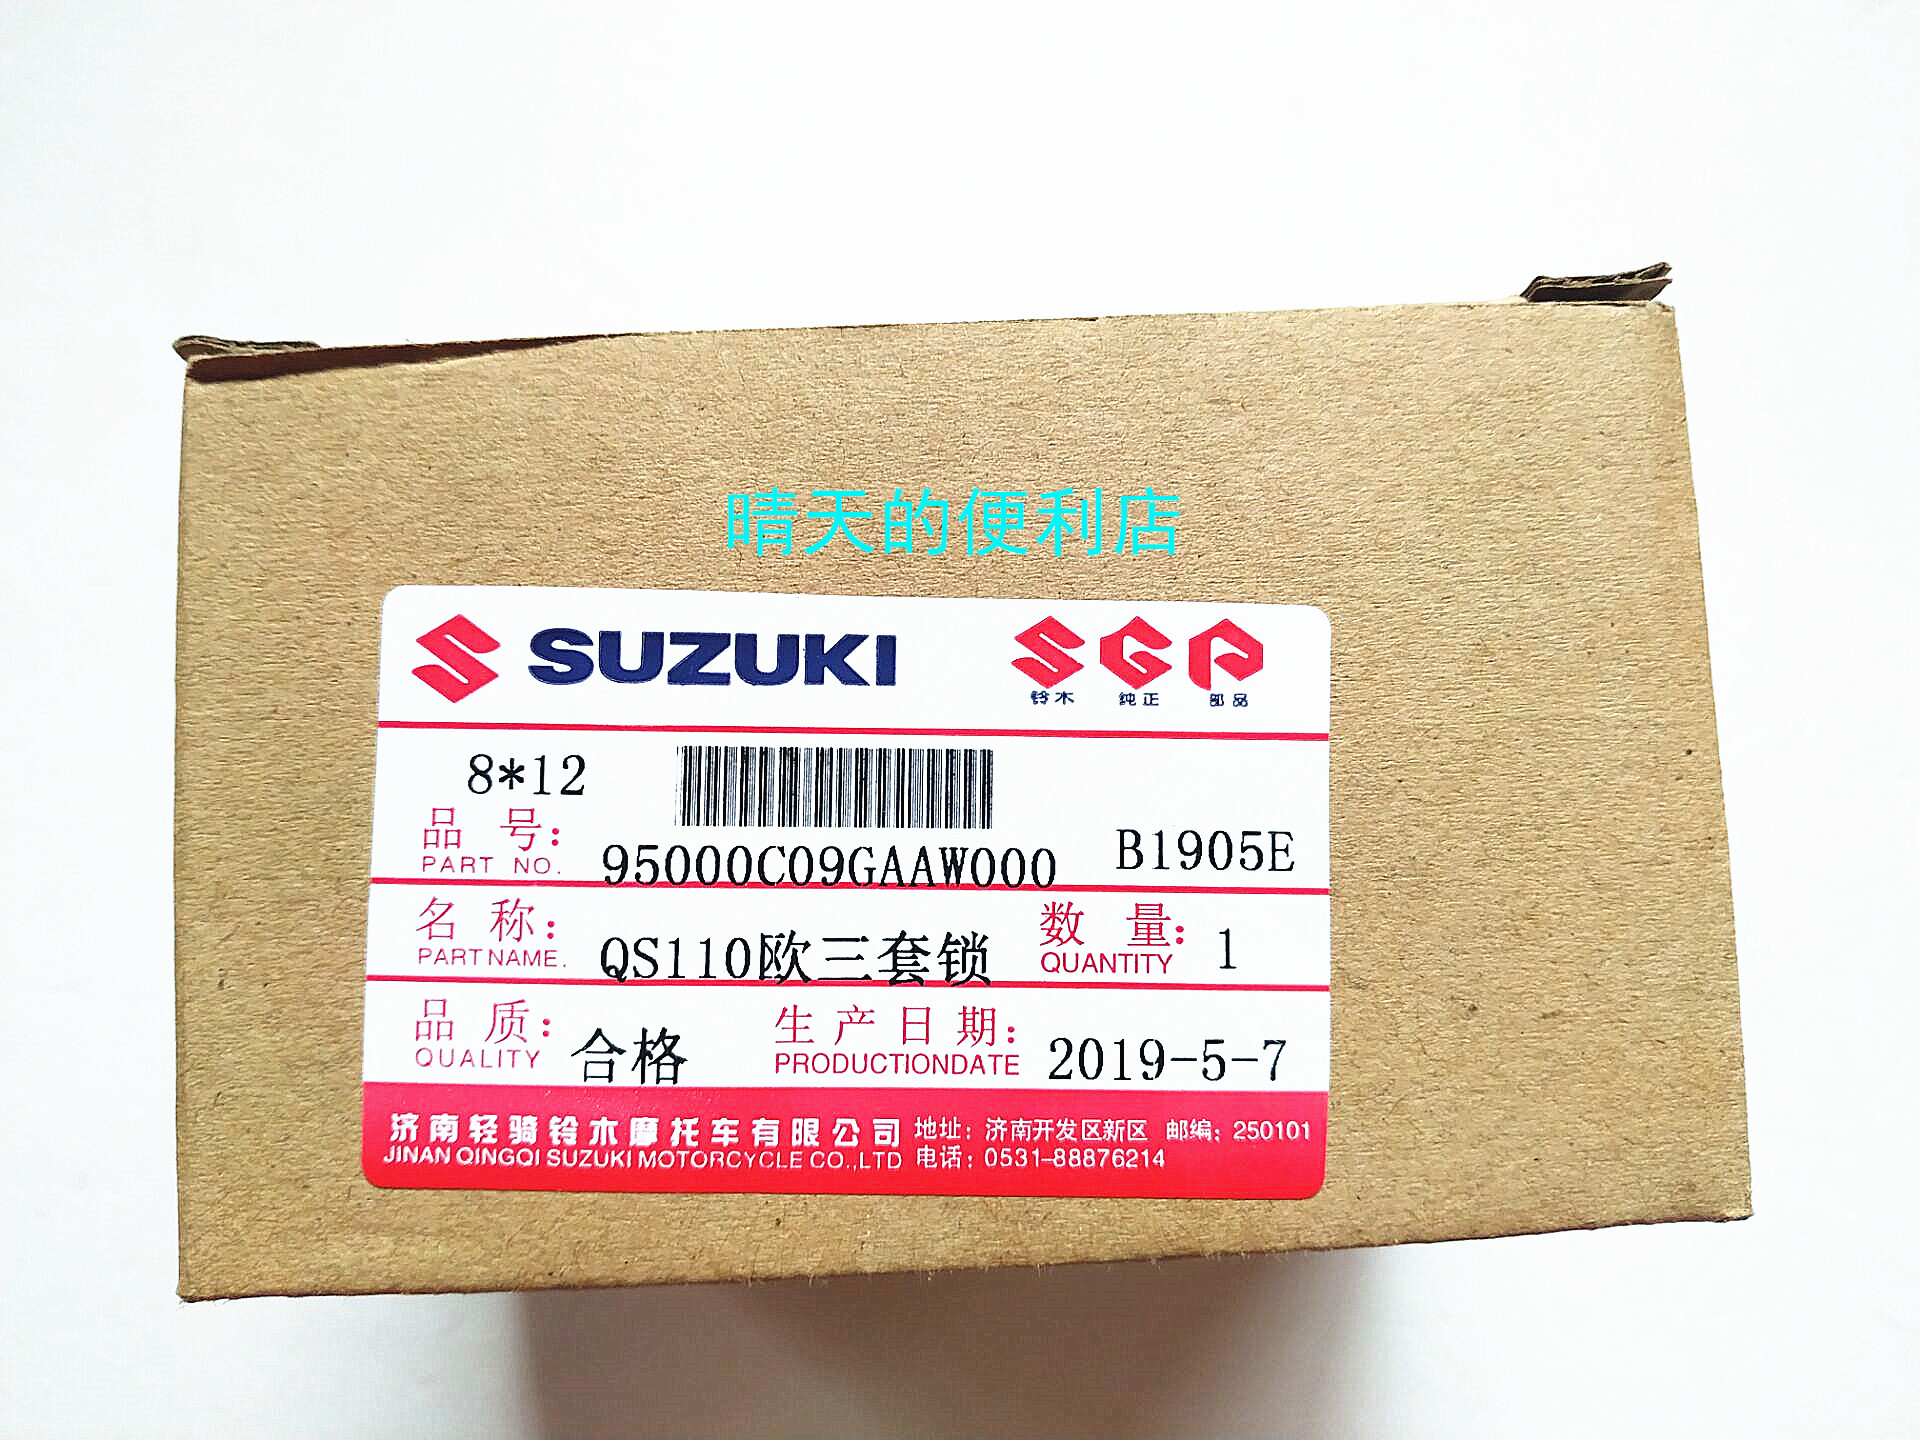 晴天的便利店
SUZUKI SGP
铃木 纯正 部品
8*12
品号: 95000C09GAAW000 B1905E
PART NO.
名称: QS110欧三套锁 数量: 1
PARTNAME. QUANTITY
品质: 合格 生产日期: 2019-5-7
QUALITY PRODUCTIONDATE
济南轻骑铃木摩托车有限公司 地址: 济南开发区新区 邮编: 250101
JINAN QINGQI SUZUKI MOTORCYCLE CO.,LTD 电话: 0531-88876214